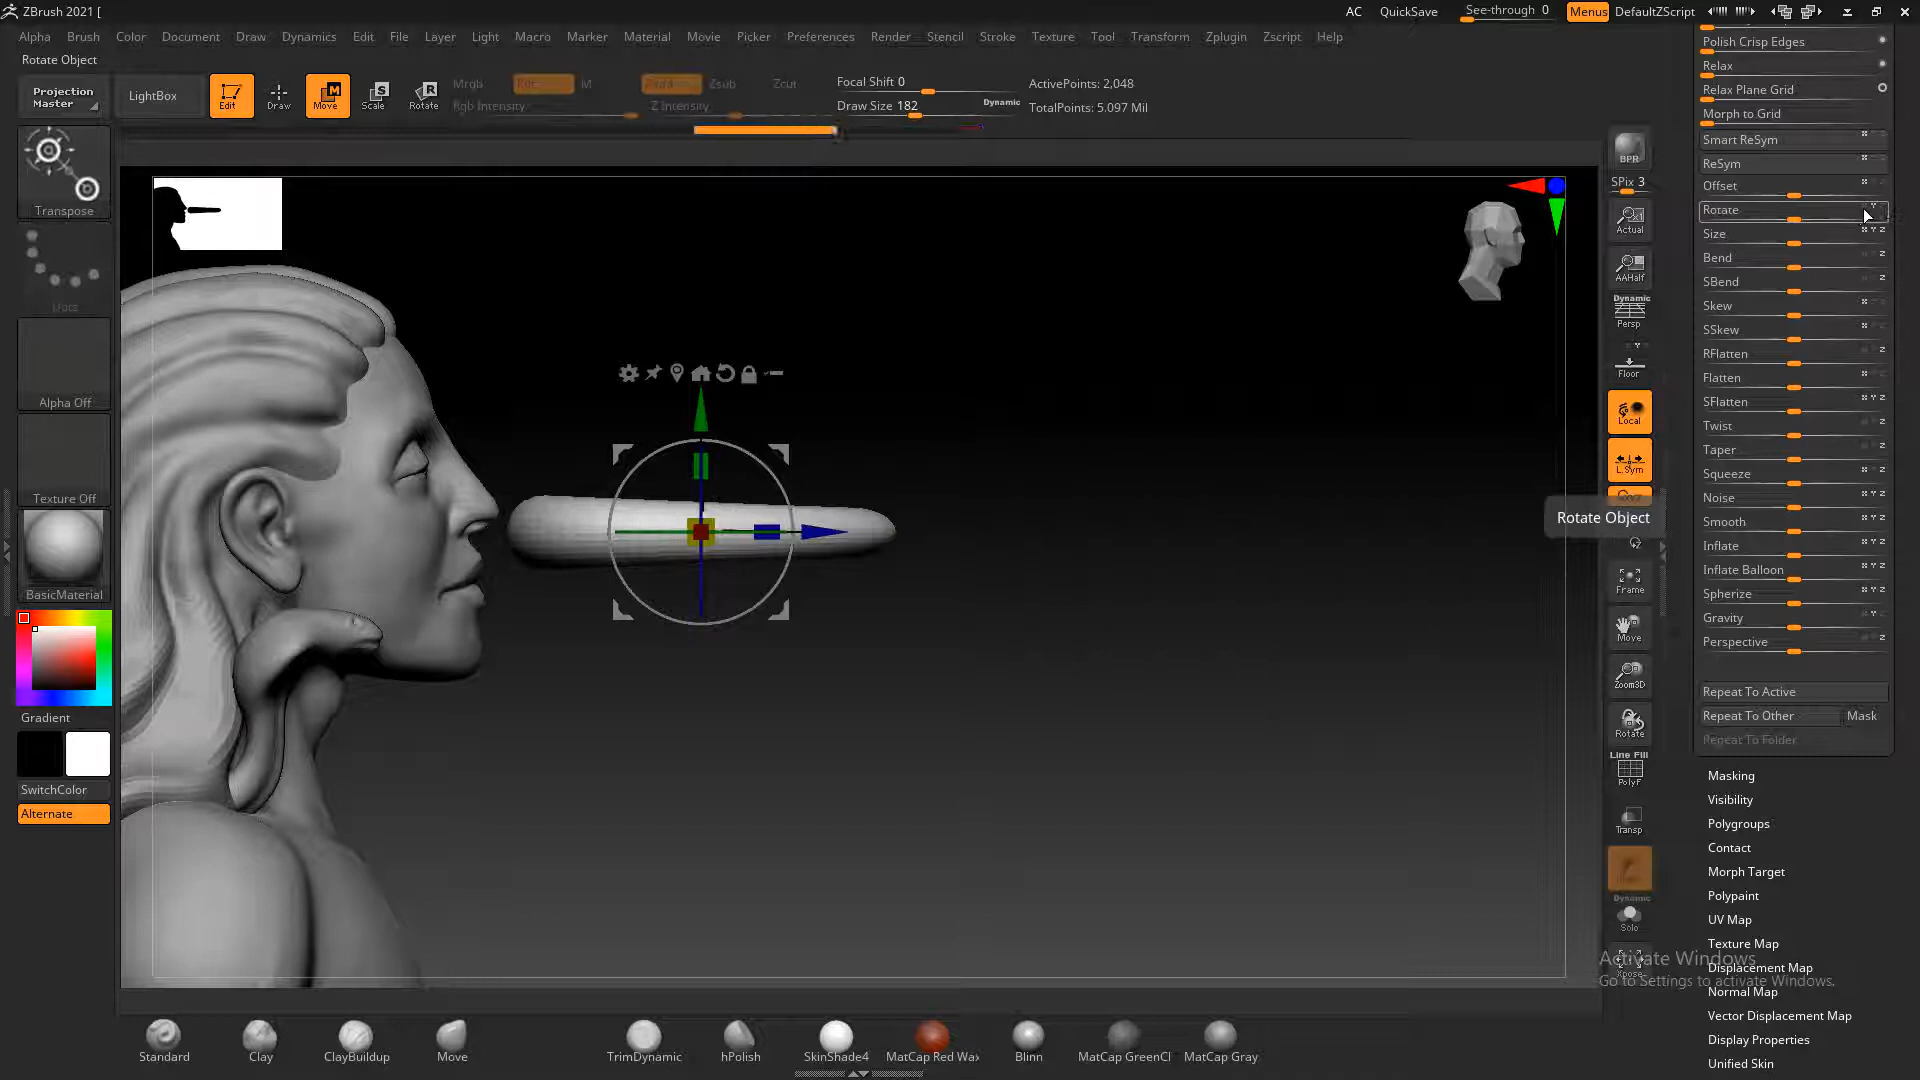 ZBrush 2021 [
AC QuickSave See-through 0 Menus DefaultZScript
Alpha Brush Color Document Draw Dynamics Edit File Layer Light Macro Marker Material Movie Picker Preferences Render Stencil Stroke Texture Tool Transform Zplugin Zscript Help
Rotate Object
Projection Master
LightBox
Edit Draw Move Scale Rotate
Mrgb M Zsub Zcut
Rgb Intensity Z Intensity
Focal Shift 0
Draw Size 182 Dynamic
ActivePoints: 2,048
TotalPoints: 5.097 Mil
Transpose
Alpha Off
Texture Off
BasicMaterial
Gradient
SwitchColor
Alternate
BPR
SPix 3
Actual
AAHalf
Dynamic
Persp
Floor
Local
L.Sym
Rotate Object
Frame
Move
Zoom3D
Rotate
Line Fill
PolyF
Transp
Dynamic
Solo
Xpose
Polish Crisp Edges
Relax
Relax Plane Grid
Morph to Grid
Smart ReSym
ReSym
Offset
Rotate
Size
Bend
SBend
Skew
SSkew
RFlatten
Flatten
SFlatten
Twist
Taper
Squeeze
Noise
Smooth
Inflate
Inflate Balloon
Spherize
Gravity
Perspective
Repeat To Active
Repeat To Other Mask
Repeat To Folder
Masking
Visibility
Polygroups
Contact
Morph Target
Polypaint
UV Map
Texture Map
Displacement Map
Normal Map
Vector Displacement Map
Display Properties
Unified Skin
Activate Windows
Go to Settings to activate Windows.
Standard Clay ClayBuildup Move TrimDynamic hPolish SkinShade4 MatCap Red Wax Blinn MatCap GreenCl MatCap Gray